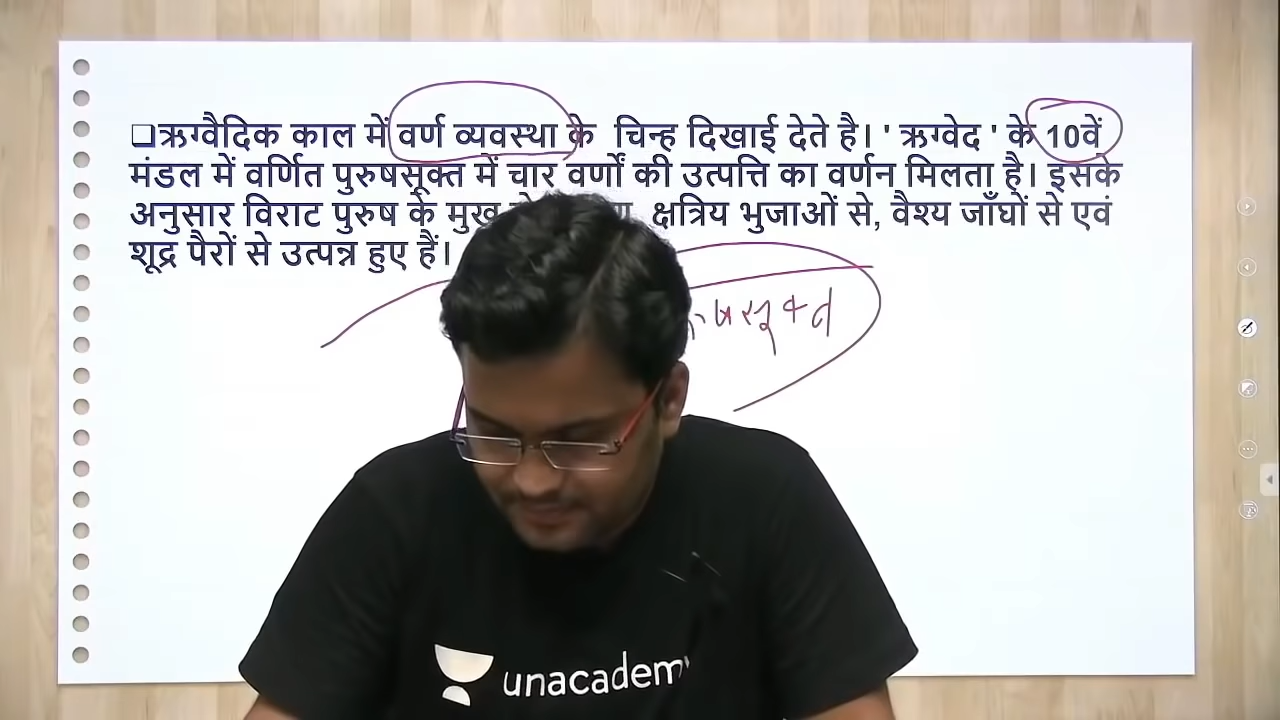 ❑ऋग्वैदिक काल में वर्ण व्यवस्था के चिन्ह दिखाई देते है। ' ऋग्वेद ' के 10वें
मंडल में वर्णित पुरुषसूक्त में चार वर्णों की उत्पत्ति का वर्णन मिलता है। इसके
अनुसार विराट पुरुष के मुख क्षत्रिय भुजाओं से, वैश्य जाँघों से एवं
शूद्र पैरों से उत्पन्न हुए हैं।
unacademy